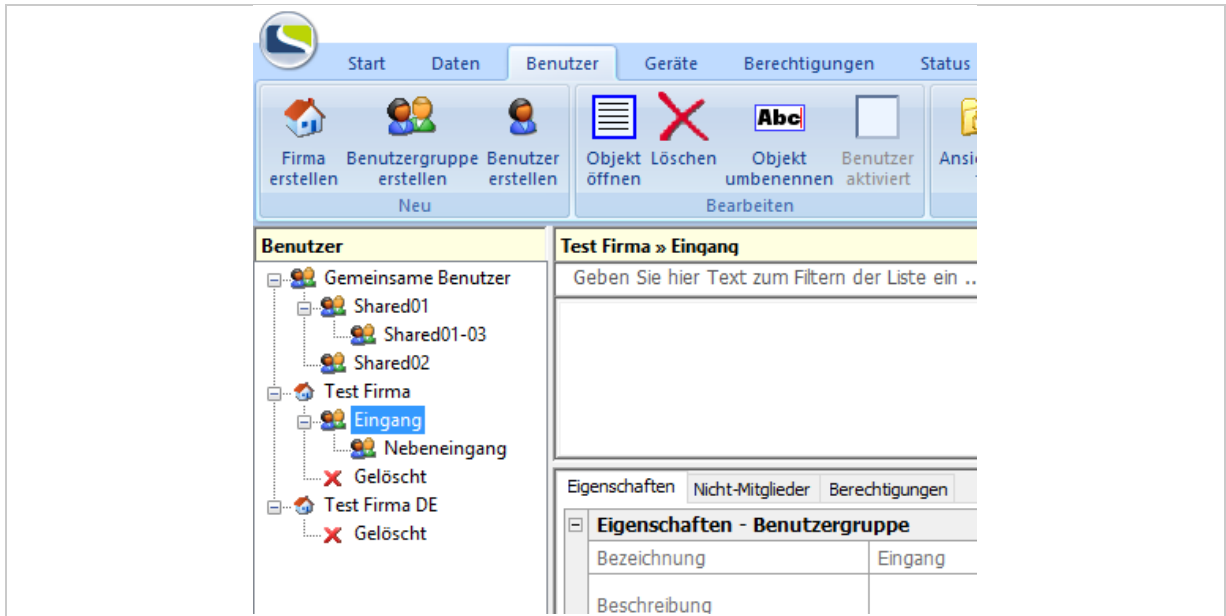 Start Daten Benutzer Geräte Berechtigungen Status
Firma erstellen
Benutzergruppe erstellen
Benutzer erstellen
Neu
Objekt öffnen
Löschen
Abc
Objekt umbenennen
Benutzer aktiviert
Bearbeiten
Benutzer
Gemeinsame Benutzer
Shared01
Shared01-03
Shared02
Test Firma
Eingang
Nebeneingang
Gelöscht
Test Firma DE
Gelöscht
Test Firma » Eingang
Geben Sie hier Text zum Filtern der Liste ein ..
Eigenschaften Nicht-Mitglieder Berechtigungen
Eigenschaften - Benutzergruppe
Bezeichnung Eingang
Beschreibung